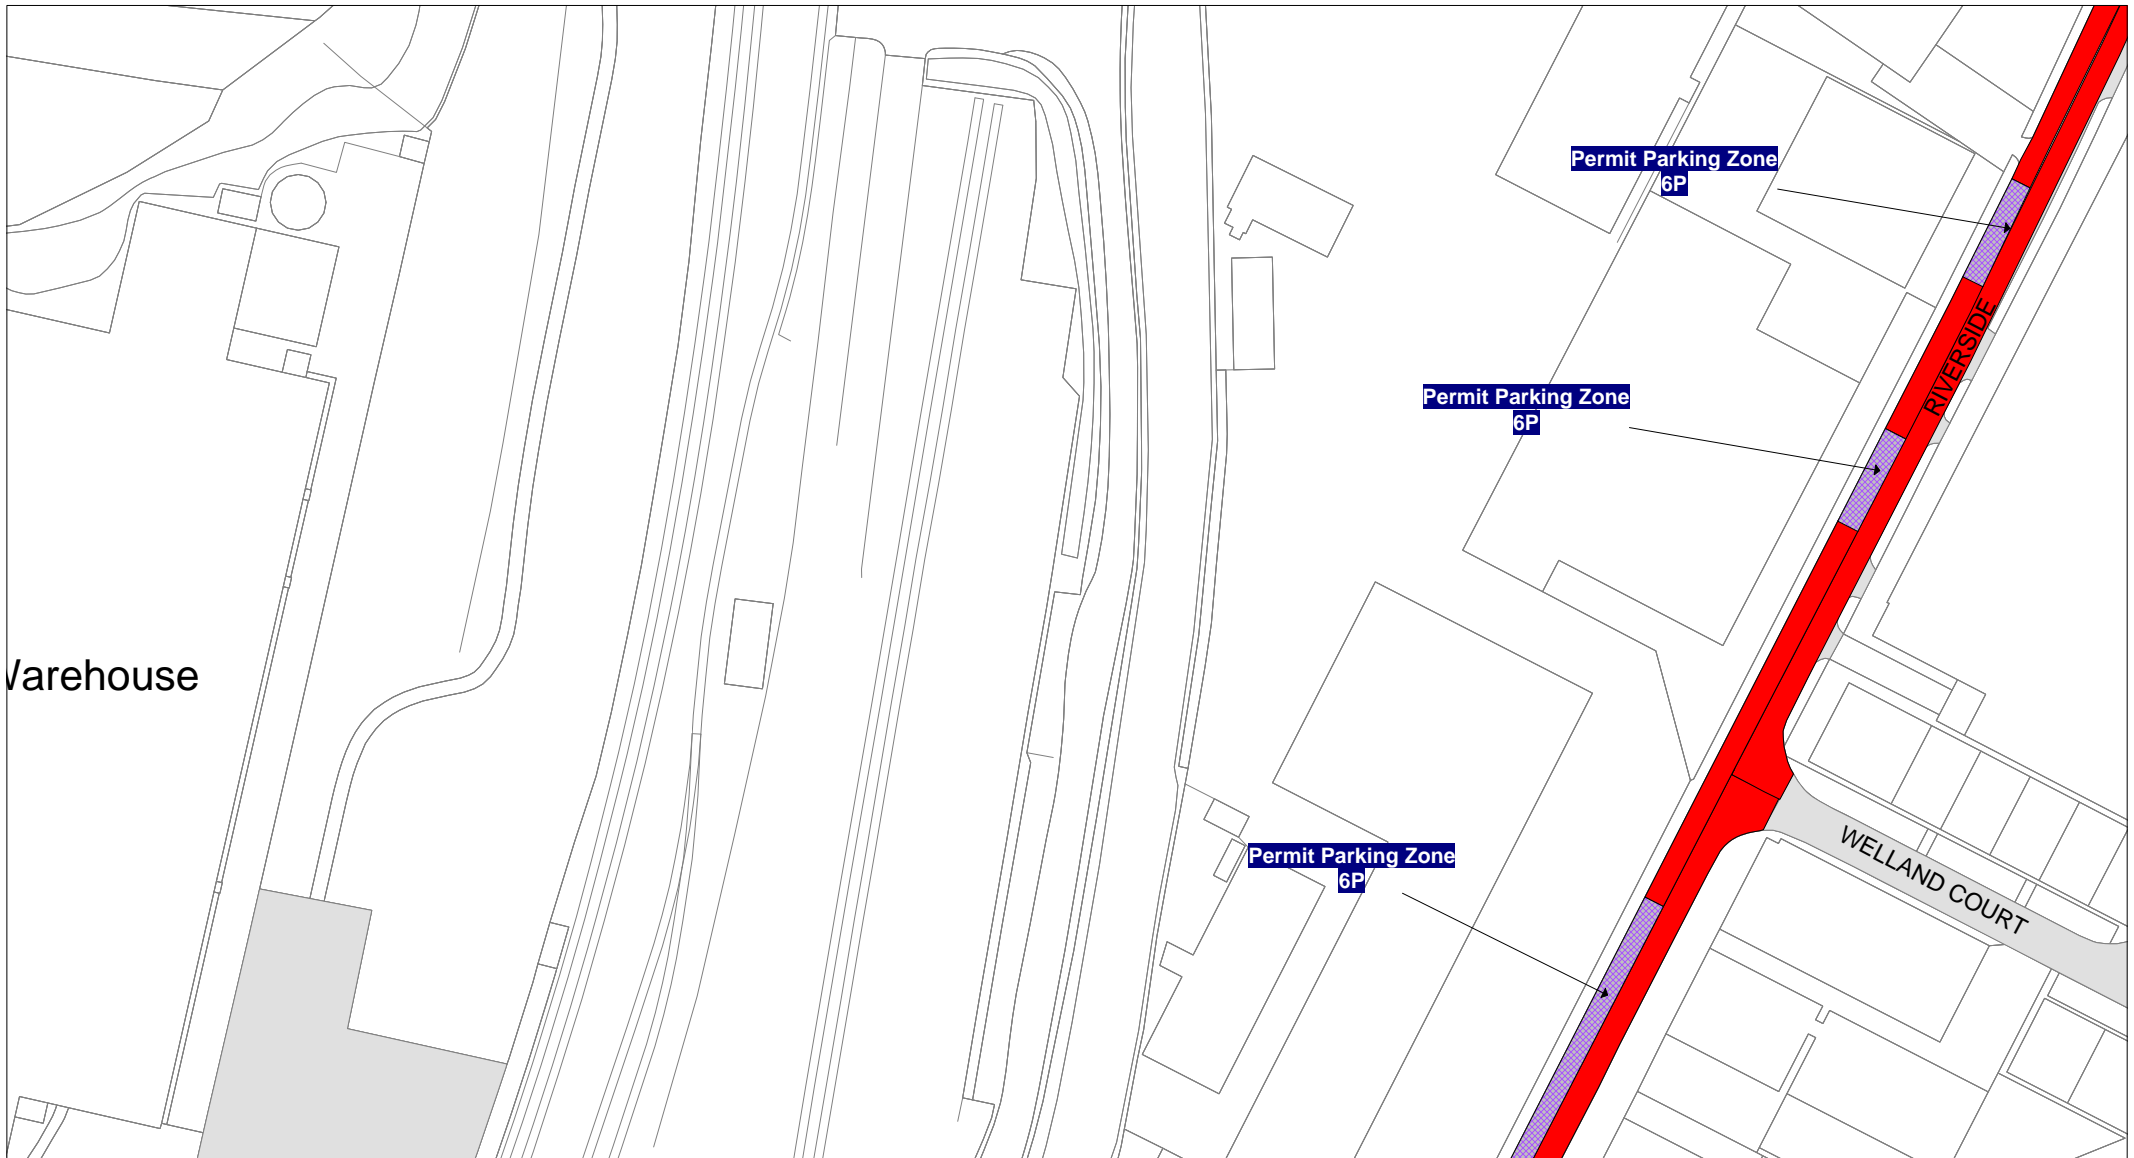 Permit Parking Zone
6P
RIVERSIDE
Permit Parking Zone
6P
Warehouse
Permit Parking Zone
6P
WELLAND COURT